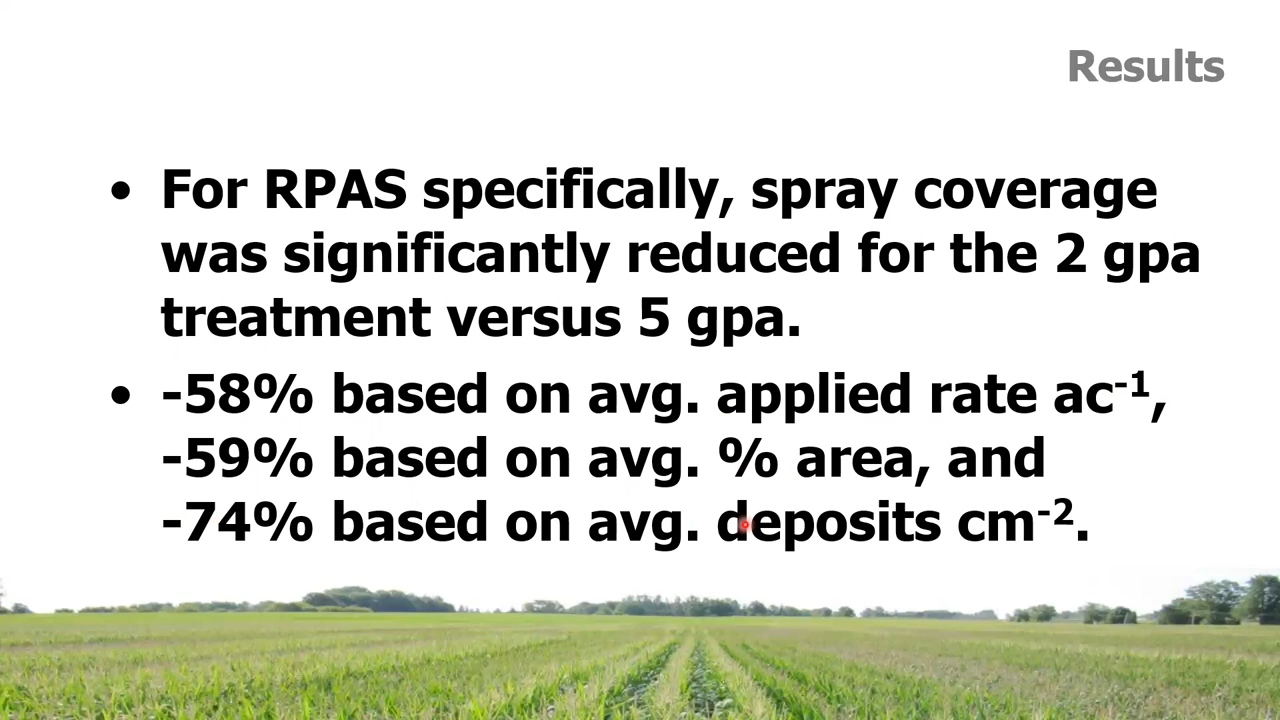 Results
• For RPAS specifically, spray coverage
was significantly reduced for the 2 gpa
treatment versus 5 gpa.
• -58% based on avg. applied rate ac⁻¹,
-59% based on avg. % area, and
-74% based on avg. deposits cm⁻².